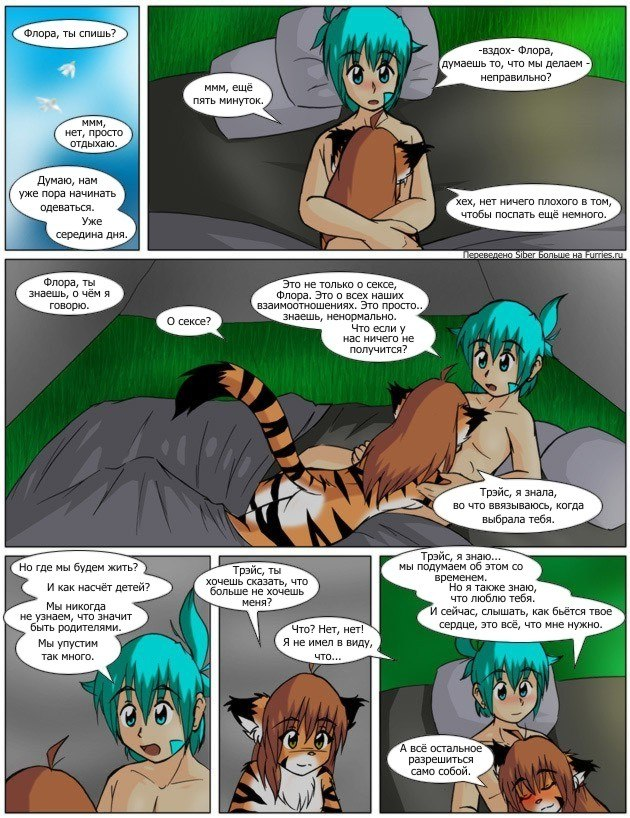 Флора, ты спишь?
ммм,
нет, просто
отдыхаю.
Думаю, нам
уже пора начинать
одеваться.
Уже
середина дня.
-вздох- Флора,
думаешь то, что мы делаем -
неправильно?
ммм, ещё
пять минуток.
хех, нет ничего плохого в том,
чтобы поспать ещё немного.
Переведено Siber Больше на Furries.ru
Флора, ты
знаешь, о чём я
говорю.
О сексе?
Это не только о сексе,
Флора. Это о всех наших
взаимоотношениях. Это просто..
знаешь, ненормально.
Что если у
нас ничего не
получится?
Трэйс, я знала,
во что ввязываюсь, когда
выбрала тебя.
Но где мы будем жить?
И как насчёт детей?
Мы никогда
не узнаем, что значит
быть родителями.
Мы упустим
так много.
Трэйс, ты
хочешь сказать, что
больше не хочешь
меня?
Что? Нет, нет!
Я не имел в виду,
что...
Трэйс, я знаю...
мы подумаем об этом со
временем.
Но я также знаю,
что люблю тебя.
И сейчас, слышать, как бьётся твое
сердце, это всё, что мне нужно.
А всё остальное
разрешиться
само собой.